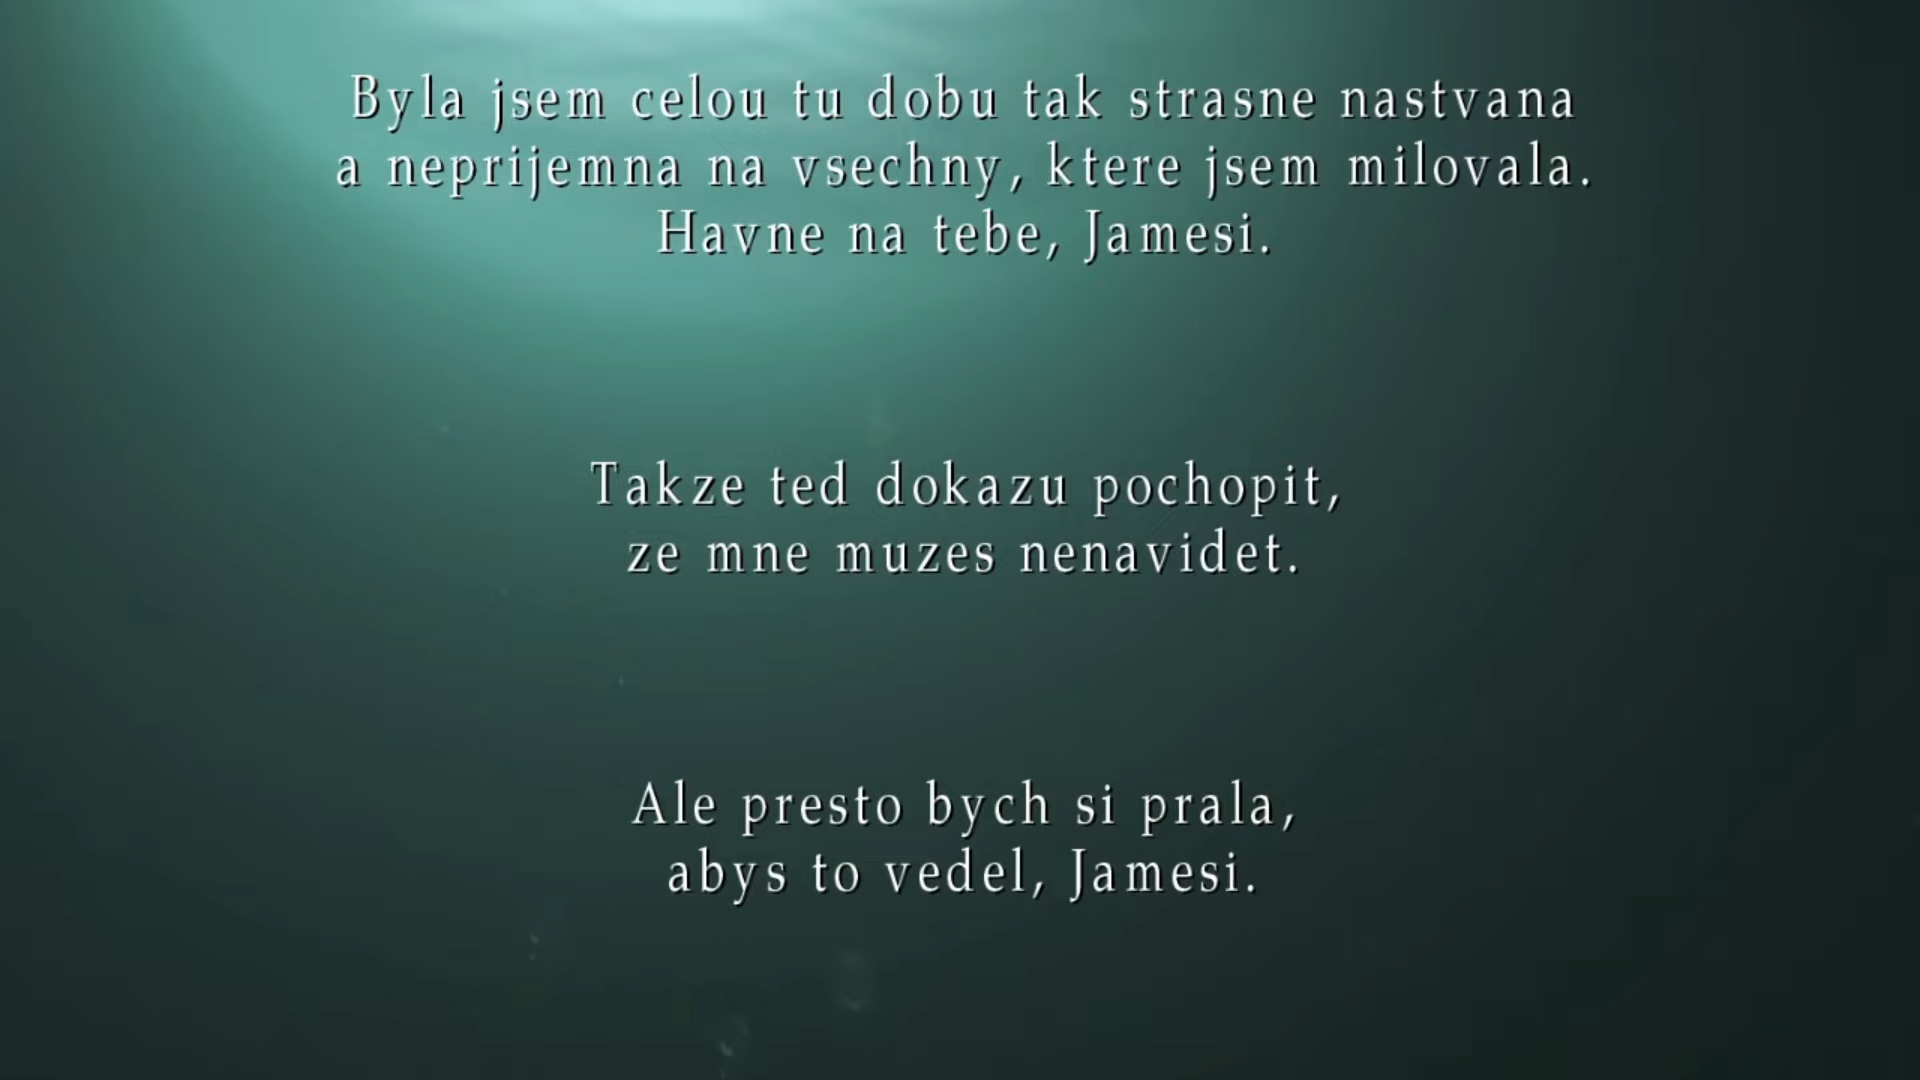 Byla jsem celou tu dobu tak strasne nastvana
a neprijemna na vsechny, ktere jsem milovala.
Havne na tebe, Jamesi.
Takze ted dokazu pochopit,
ze mne muzes nenavidet.
Ale presto bych si prala,
abys to vedel, Jamesi.